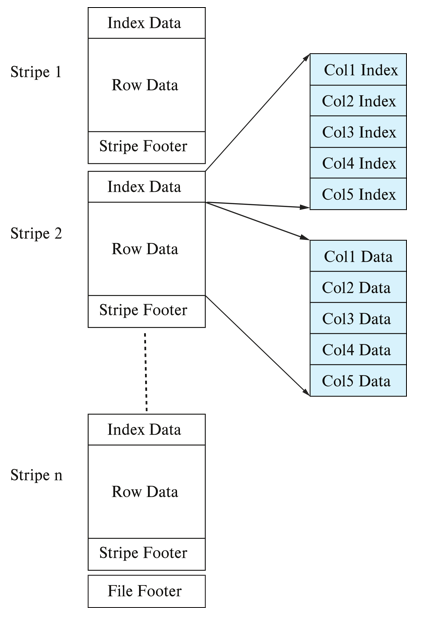 Stripe 1
Index Data
Row Data
Stripe Footer
Stripe 2
Index Data
Row Data
Stripe Footer
Col1 Index
Col2 Index
Col3 Index
Col4 Index
Col5 Index
Col1 Data
Col2 Data
Col3 Data
Col4 Data
Col5 Data
Stripe n
Index Data
Row Data
Stripe Footer
File Footer